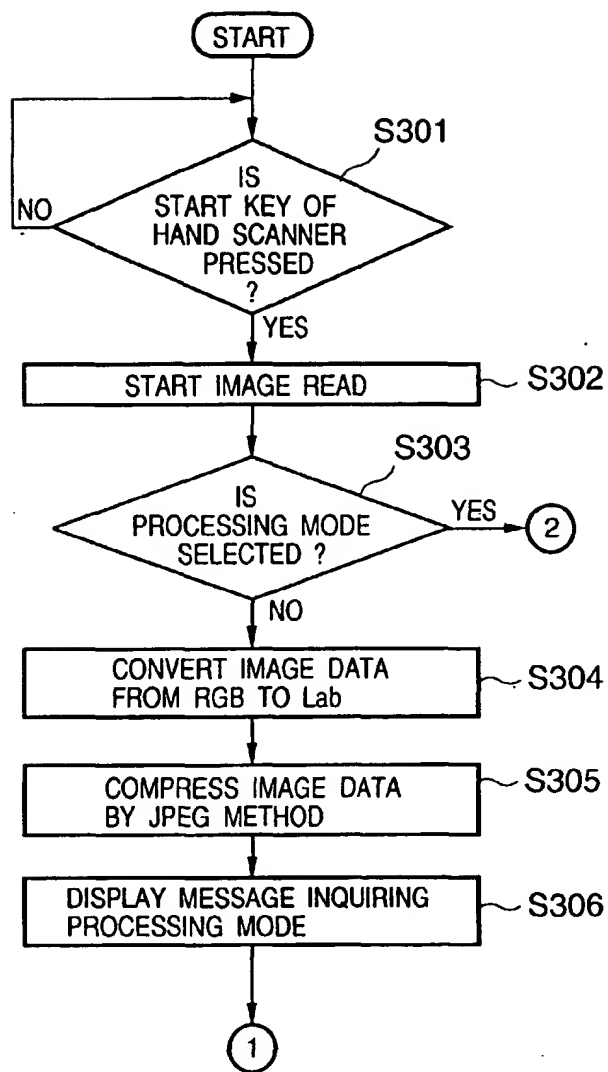 START
S301
IS
START KEY OF
HAND SCANNER
PRESSED
?
NO
YES
START IMAGE READ
S302
S303
IS
PROCESSING MODE
SELECTED ?
YES
2
NO
CONVERT IMAGE DATA
FROM RGB TO Lab
S304
COMPRESS IMAGE DATA
BY JPEG METHOD
S305
DISPLAY MESSAGE INQUIRING
PROCESSING MODE
S306
1